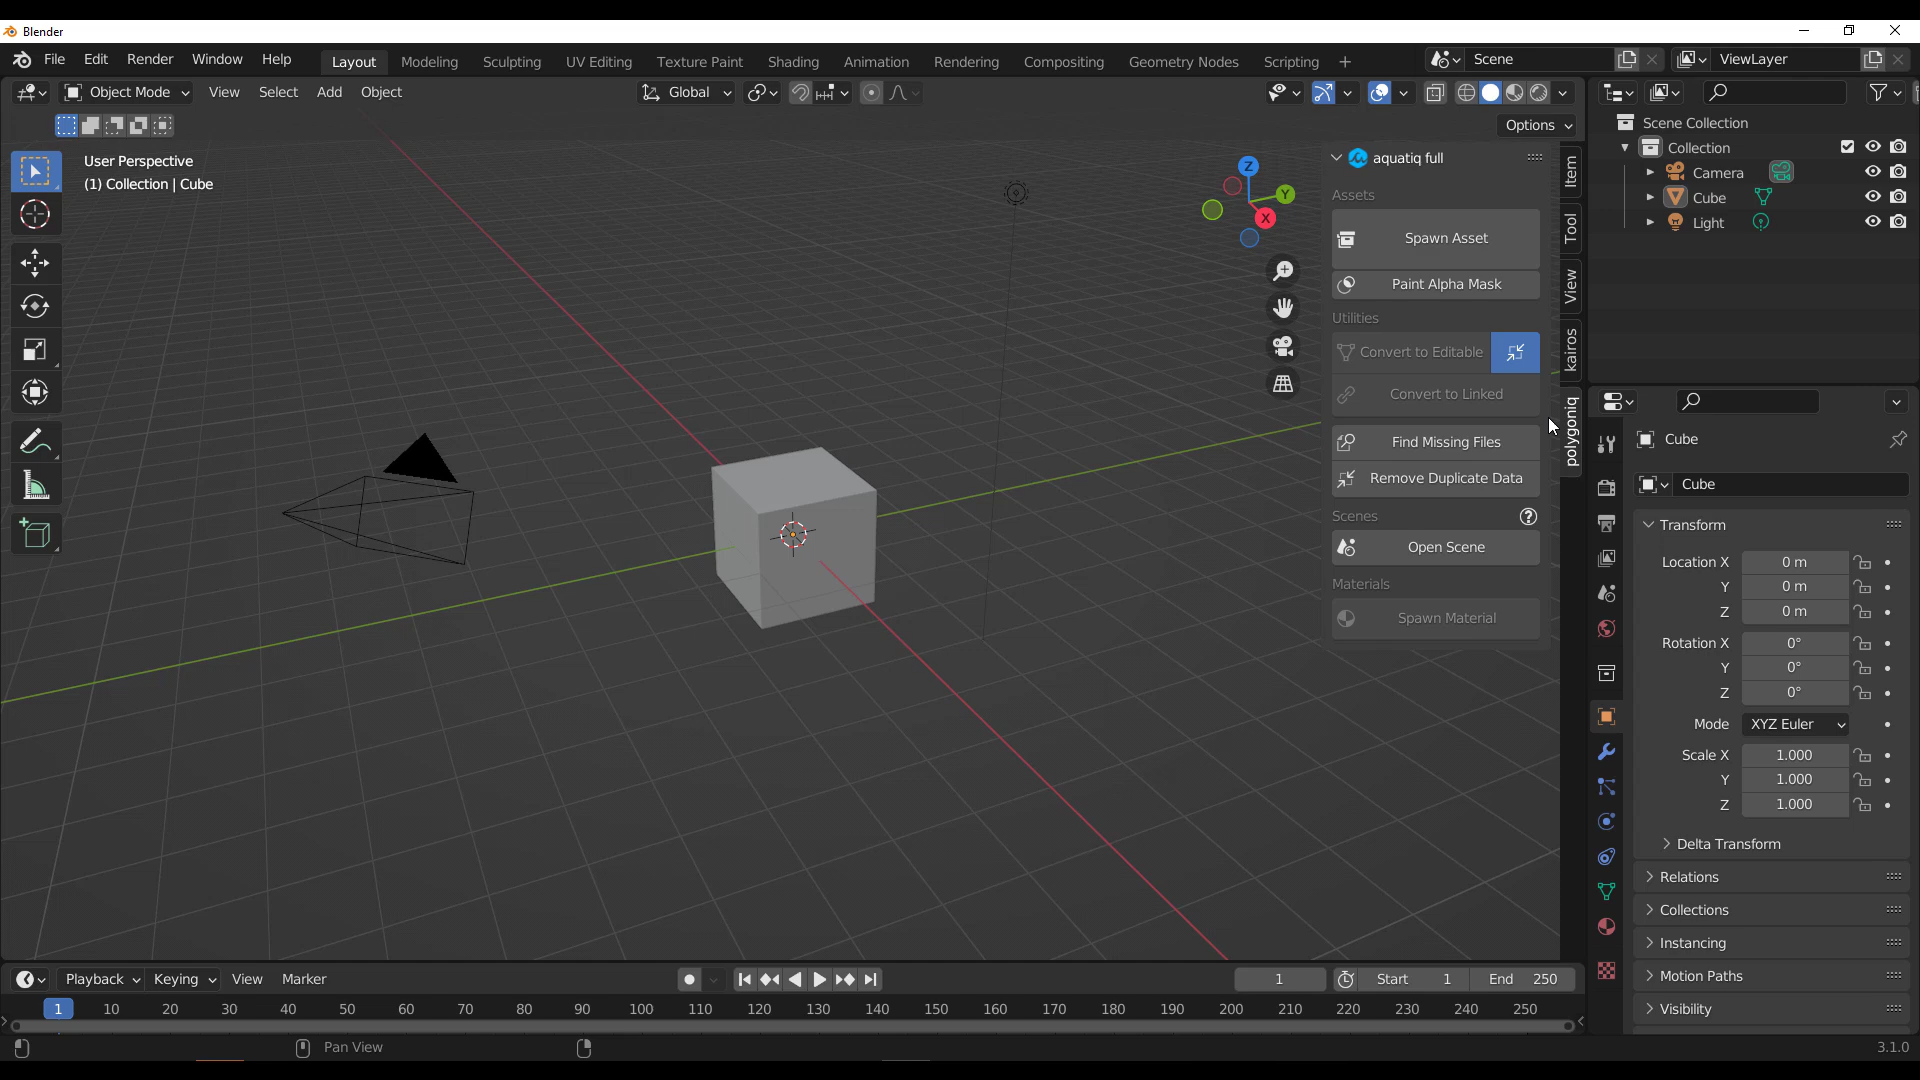 Blender
File Edit Render Window Help Layout Modeling Sculpting UV Editing Texture Paint Shading Animation Rendering Compositing Geometry Nodes Scripting + Scene ViewLayer
Object Mode View Select Add Object Global
Options
User Perspective
(1) Collection | Cube
Z
Y
X
aquatiq full
Assets
Spawn Asset
Paint Alpha Mask
Utilities
Convert to Editable
Convert to Linked
Find Missing Files
Remove Duplicate Data
Scenes
Open Scene
Materials
Spawn Material
Item
Tool
View
kairos
polygoniq
Scene Collection
Collection
Camera
Cube
Light
Cube
Cube
Transform
Location X 0 m
Y 0 m
Z 0 m
Rotation X 0°
Y 0°
Z 0°
Mode XYZ Euler
Scale X 1.000
Y 1.000
Z 1.000
Delta Transform
Relations
Collections
Instancing
Motion Paths
Visibility
Playback Keying View Marker 1 Start 1 End 250
1 10 20 30 40 50 60 70 80 90 100 110 120 130 140 150 160 170 180 190 200 210 220 230 240 250
Pan View 3.1.0